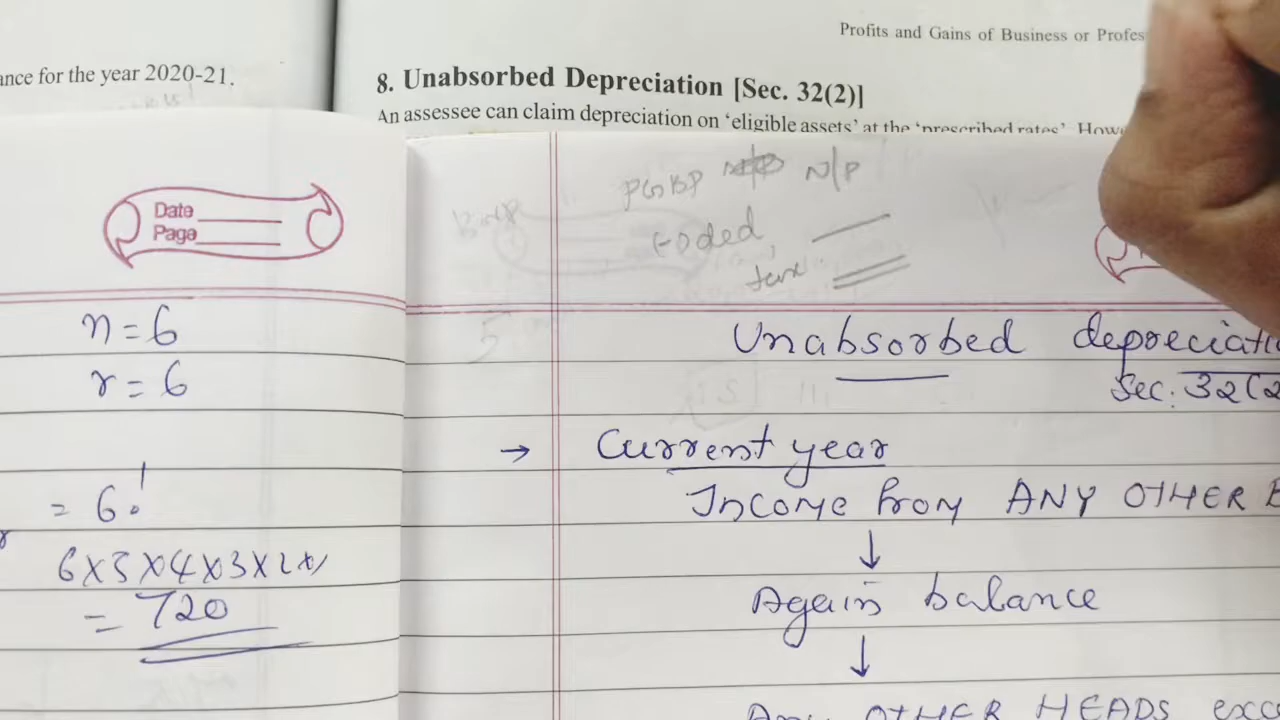 Profits and Gains of Business or Profes
ance for the year 2020-21.
8. Unabsorbed Depreciation [Sec. 32(2)]
An assessee can claim depreciation on 'eligible assets' at the 'prescribed rates'. Howe
Date
Page
n = 6
r = 6
= 6!
6×5×4×3×2×1
= 720
PGBP N/P
Unabsorbed depreciatio
Sec. 32(2
→ Current year
Income from ANY OTHER B
↓
Again balance
↓
Any OTHER HEADS exce